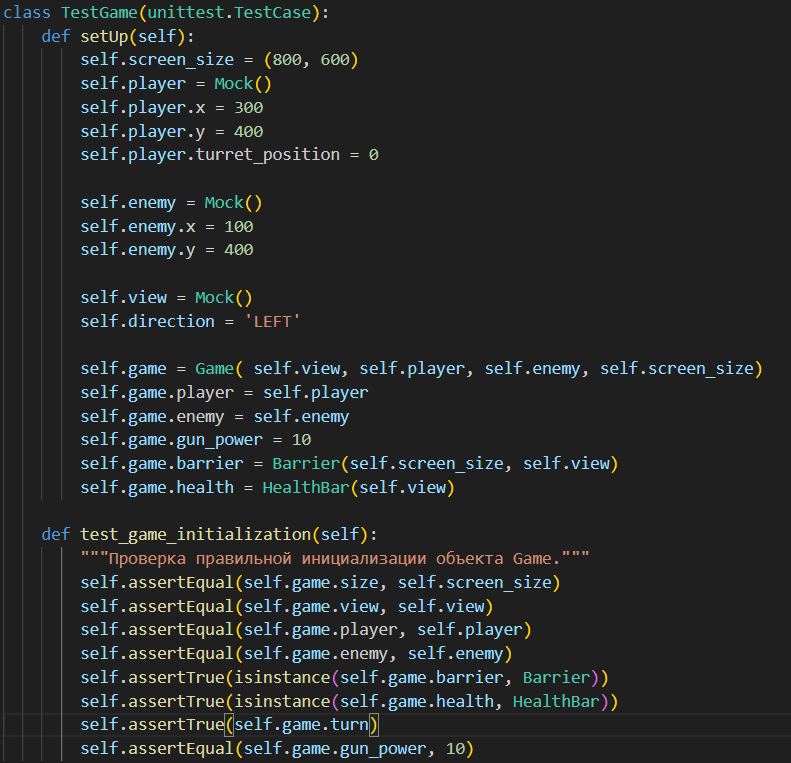 class TestGame(unittest.TestCase):
    def setUp(self):
        self.screen_size = (800, 600)
        self.player = Mock()
        self.player.x = 300
        self.player.y = 400
        self.player.turret_position = 0

        self.enemy = Mock()
        self.enemy.x = 100
        self.enemy.y = 400

        self.view = Mock()
        self.direction = 'LEFT'

        self.game = Game( self.view, self.player, self.enemy, self.screen_size)
        self.game.player = self.player
        self.game.enemy = self.enemy
        self.game.gun_power = 10
        self.game.barrier = Barrier(self.screen_size, self.view)
        self.game.health = HealthBar(self.view)

    def test_game_initialization(self):
        """Проверка правильной инициализации объекта Game."""
        self.assertEqual(self.game.size, self.screen_size)
        self.assertEqual(self.game.view, self.view)
        self.assertEqual(self.game.player, self.player)
        self.assertEqual(self.game.enemy, self.enemy)
        self.assertTrue(isinstance(self.game.barrier, Barrier))
        self.assertTrue(isinstance(self.game.health, HealthBar))
        self.assertTrue(self.game.turn)
        self.assertEqual(self.game.gun_power, 10)